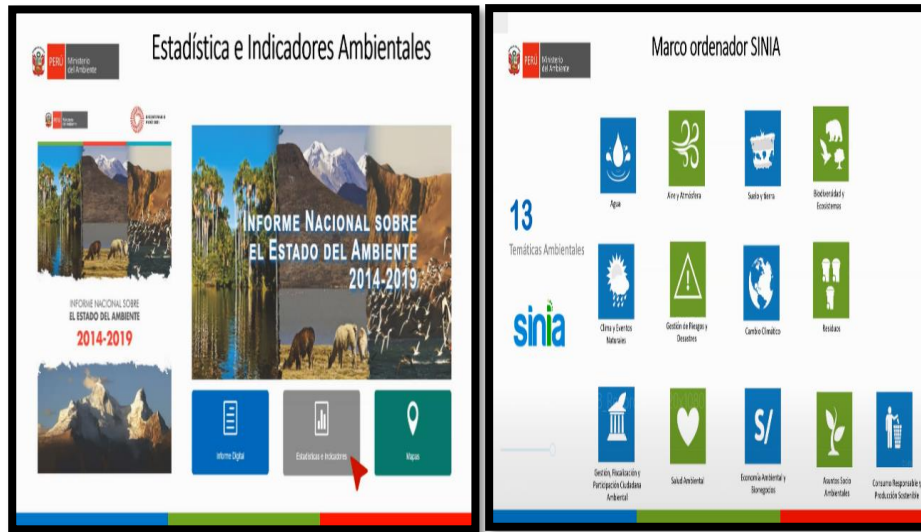 PERÚ
Ministerio
del Ambiente
Estadística e Indicadores Ambientales
INFORME NACIONAL SOBRE
EL ESTADO DEL AMBIENTE
2014-2019
INFORME NACIONAL SOBRE
EL ESTADO DEL AMBIENTE
2014-2019
Informe Digital
Estadísticas e Indicadores
Mapas
PERÚ
Ministerio
del Ambiente
Marco ordenador SINIA
13
Temáticas Ambientales
sinia
Agua
Aire y Atmósfera
Suelo y tierra
Biodiversidad y
Ecosistemas
Clima y Eventos
Naturales
Gestión de Riesgos y
Desastres
Cambio Climático
Residuos
S/
Gestión, Fiscalización y
Participación Ciudadana
Ambiental
Salud Ambiental
Economía Ambiental y
Bionegocios
Asuntos Socio
Ambientales
Consumo Responsable y
Producción Sostenible